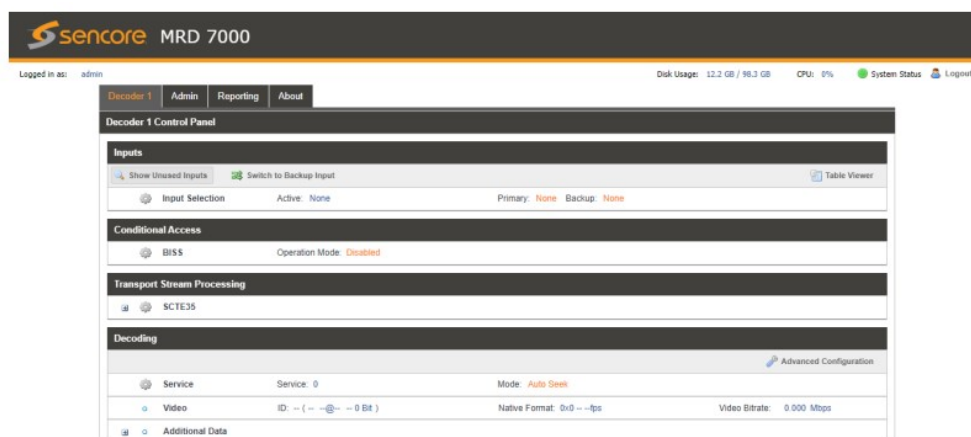 sencore MRD 7000
Logged in as: admin Disk Usage: 12.2 GB / 98.3 GB CPU: 0% System Status Logout
Decoder 1 Admin Reporting About
Decoder 1 Control Panel
Inputs
Show Unused Inputs Switch to Backup Input Table Viewer
Input Selection Active: None Primary: None Backup: None
Conditional Access
BISS Operation Mode: Disabled
Transport Stream Processing
SCTE35
Decoding
Advanced Configuration
Service Service: 0 Mode: Auto Seek
Video ID: -- ( -- --@-- -- 0 Bit ) Native Format: 0x0 -- --fps Video Bitrate: 0.000 Mbps
Additional Data